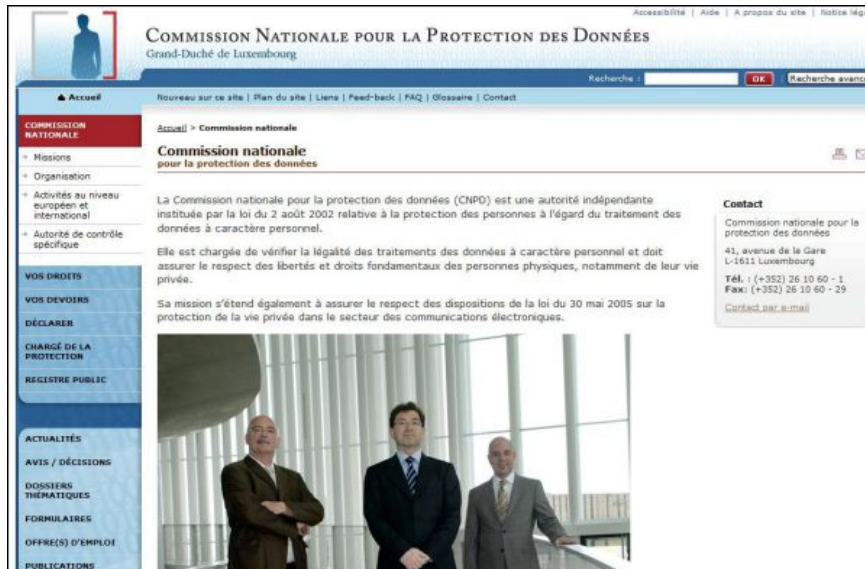 Accessibilité | Aide | A propos du site | Notice léga
COMMISSION NATIONALE POUR LA PROTECTION DES DONNÉES
Grand-Duché de Luxembourg
Recherche : OK Recherche avancé
Accueil
Nouveau sur ce site | Plan du site | Liens | Feed-back | FAQ | Glossaire | Contact
COMMISSION
NATIONALE
Missions
Organisation
Activités au niveau
européen et
international
Autorité de contrôle
spécifique
VOS DROITS
VOS DEVOIRS
DÉCLARER
CHARGÉ DE LA
PROTECTION
REGISTRE PUBLIC
ACTUALITÉS
AVIS / DÉCISIONS
DOSSIERS
THÉMATIQUES
FORMULAIRES
OFFRE(S) D'EMPLOI
PUBLICATIONS
Accueil > Commission nationale
Commission nationale
pour la protection des données
La Commission nationale pour la protection des données (CNPD) est une autorité indépendante
instituée par la loi du 2 août 2002 relative à la protection des personnes à l'égard du traitement des
données à caractère personnel.
Elle est chargée de vérifier la légalité des traitements des données à caractère personnel et doit
assurer le respect des libertés et droits fondamentaux des personnes physiques, notamment de leur vie
privée.
Sa mission s'étend également à assurer le respect des dispositions de la loi du 30 mai 2005 sur la
protection de la vie privée dans le secteur des communications électroniques.
Contact
Commission nationale pour la
protection des données
41, avenue de la Gare
L-1611 Luxembourg
Tél. : (+352) 26 10 60 - 1
Fax: (+352) 26 10 60 - 29
Contact par e-mail